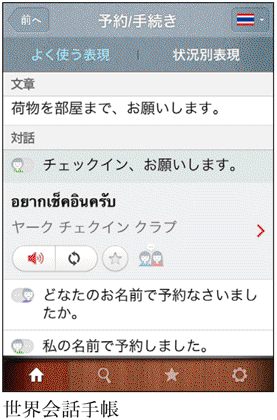 前へ
予約/手続き
よく使う表現 | 状況別表現
文章
荷物を部屋まで、お願いします。
対話
チェックイン、お願いします。
อยากเช็คอินครับ
ヤーク チェクイン クラプ
どなたのお名前で予約なさいまし
たか。
私の名前で予約しました。
世界会話手帳